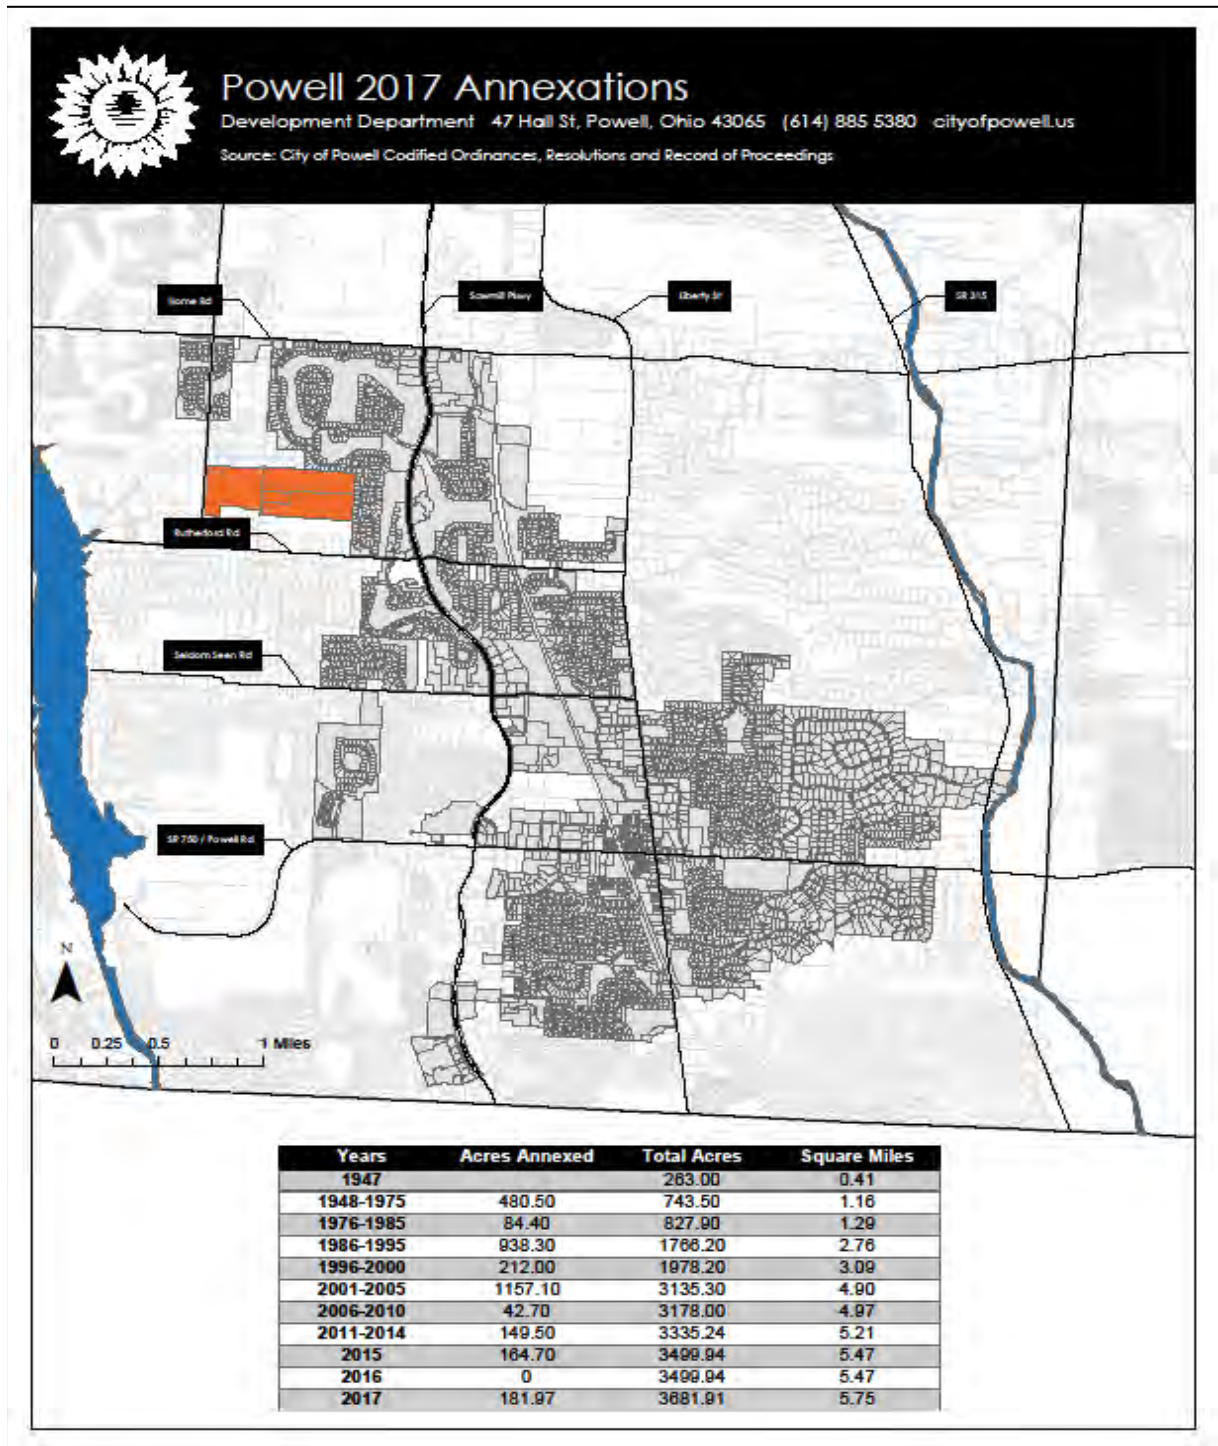 Powell 2017 Annexations
Development Department 47 Hall St, Powell, Ohio 43065 (614) 885 5380 cityofpowell.us
Source: City of Powell Codified Ordinances, Resolutions and Record of Proceedings
Home Rd
Sawmill Pkwy
Liberty St
SR 315
Rutherford Rd
Seldom Seen Rd
SR 750 / Powell Rd
N
0 0.25 0.5 1 Miles
Years Acres Annexed Total Acres Square Miles
1947 263.00 0.41
1948-1975 480.50 743.50 1.16
1976-1985 84.40 827.90 1.29
1986-1995 938.30 1766.20 2.76
1996-2000 212.00 1978.20 3.09
2001-2005 1157.10 3135.30 4.90
2006-2010 42.70 3178.00 4.97
2011-2014 149.50 3335.24 5.21
2015 164.70 3499.94 5.47
2016 0 3499.94 5.47
2017 181.97 3681.91 5.75